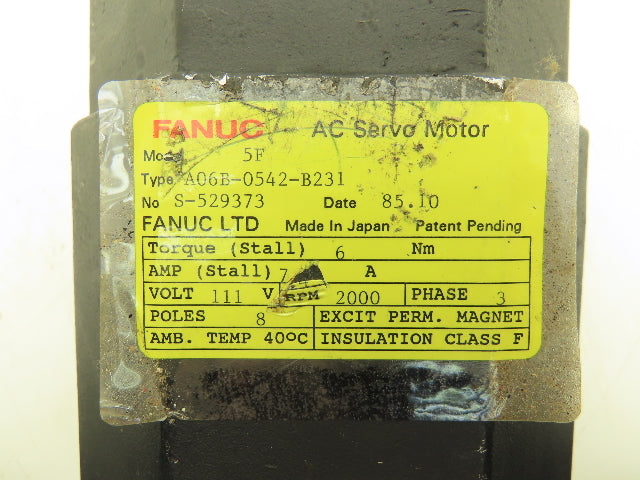 FANUC AC Servo Motor
Model 5F
Type A06B-0542-B231
No S-529373 Date 85.10
FANUC LTD Made in Japan Patent Pending
Torque (Stall) 6 Nm
AMP (Stall) 7 A
VOLT 111 V RPM 2000 PHASE 3
POLES 8 EXCIT PERM. MAGNET
AMB. TEMP 40°C INSULATION CLASS F